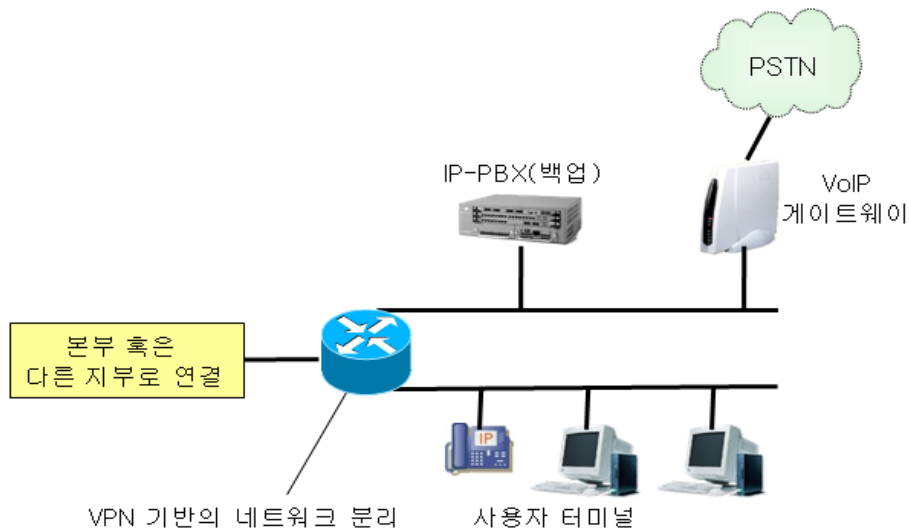 PSTN
IP-PBX(백업)
VoIP
게이트웨이
본부 혹은
다른 지부로 연결
IP
VPN 기반의 네트워크 분리
사용자 터미널